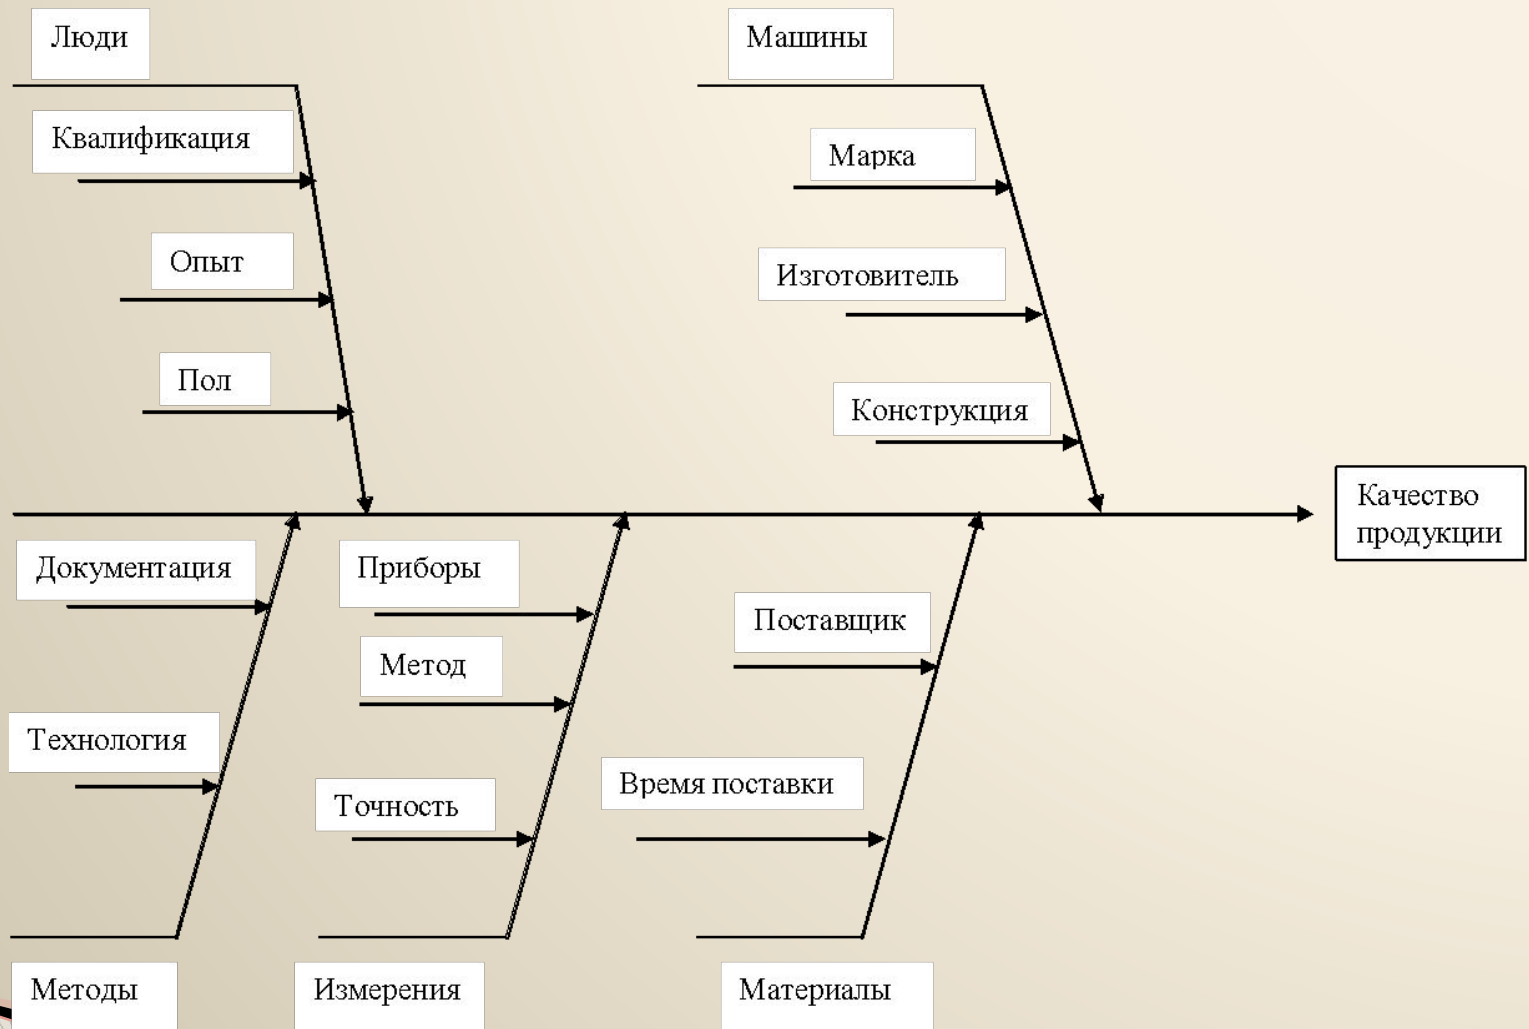 Люди
Машины
Квалификация
Марка
Опыт
Изготовитель
Пол
Конструкция
Качество
продукции
Документация
Приборы
Поставщик
Метод
Технология
Время поставки
Точность
Методы
Измерения
Материалы